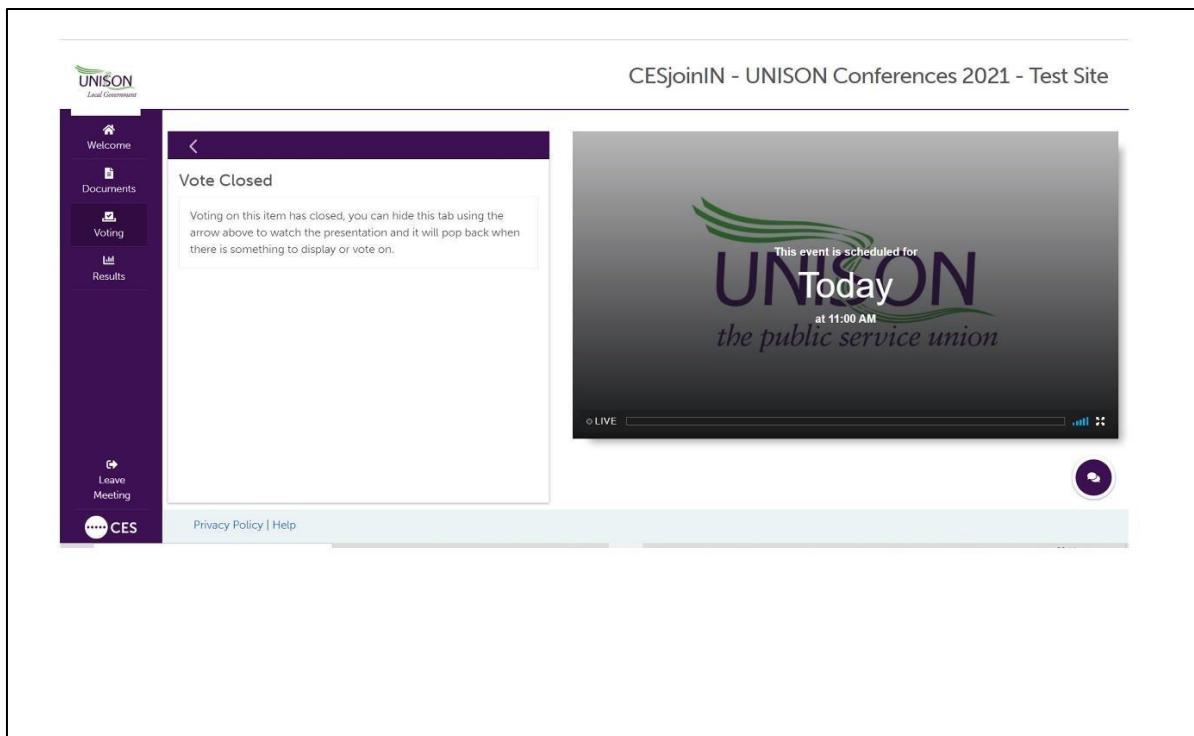 UNISON
Local Government
CESjoinIN - UNISON Conferences 2021 - Test Site
Welcome
Documents
Voting
Results
Leave
Meeting
CES
Vote Closed
Voting on this item has closed, you can hide this tab using the
arrow above to watch the presentation and it will pop back when
there is something to display or vote on.
UNISON
the public service union
This event is scheduled for
Today
at 11:00 AM
LIVE
Privacy Policy | Help